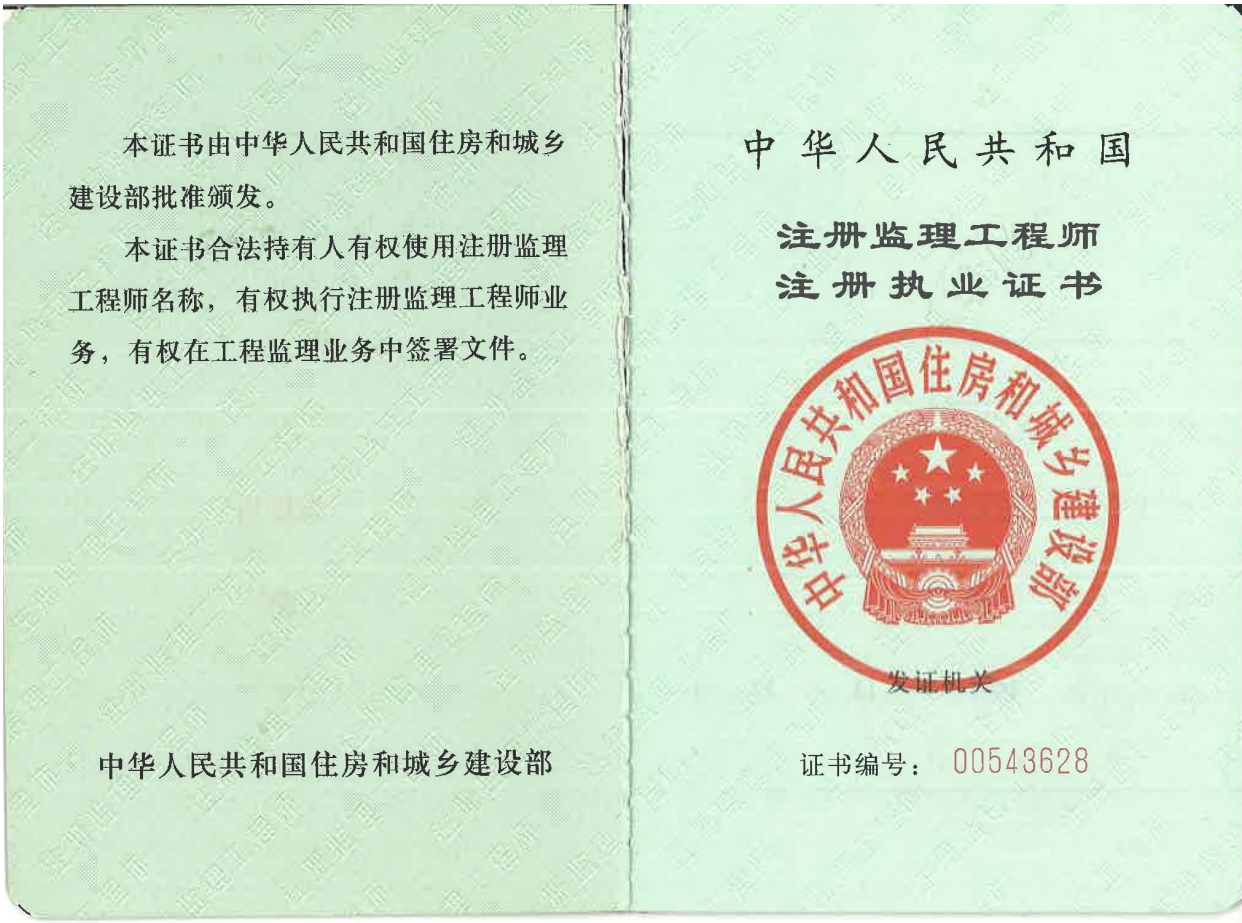 本证书由中华人民共和国住房和城乡
建设部批准颁发。
本证书合法持有人有权使用注册监理
工程师名称，有权执行注册监理工程师业
务，有权在工程监理业务中签署文件。
中华人民共和国住房和城乡建设部
中华人民共和国
注册监理工程师
注册执业证书
中华人民共和国住房和城乡建设部
发证机关
证书编号：00543628